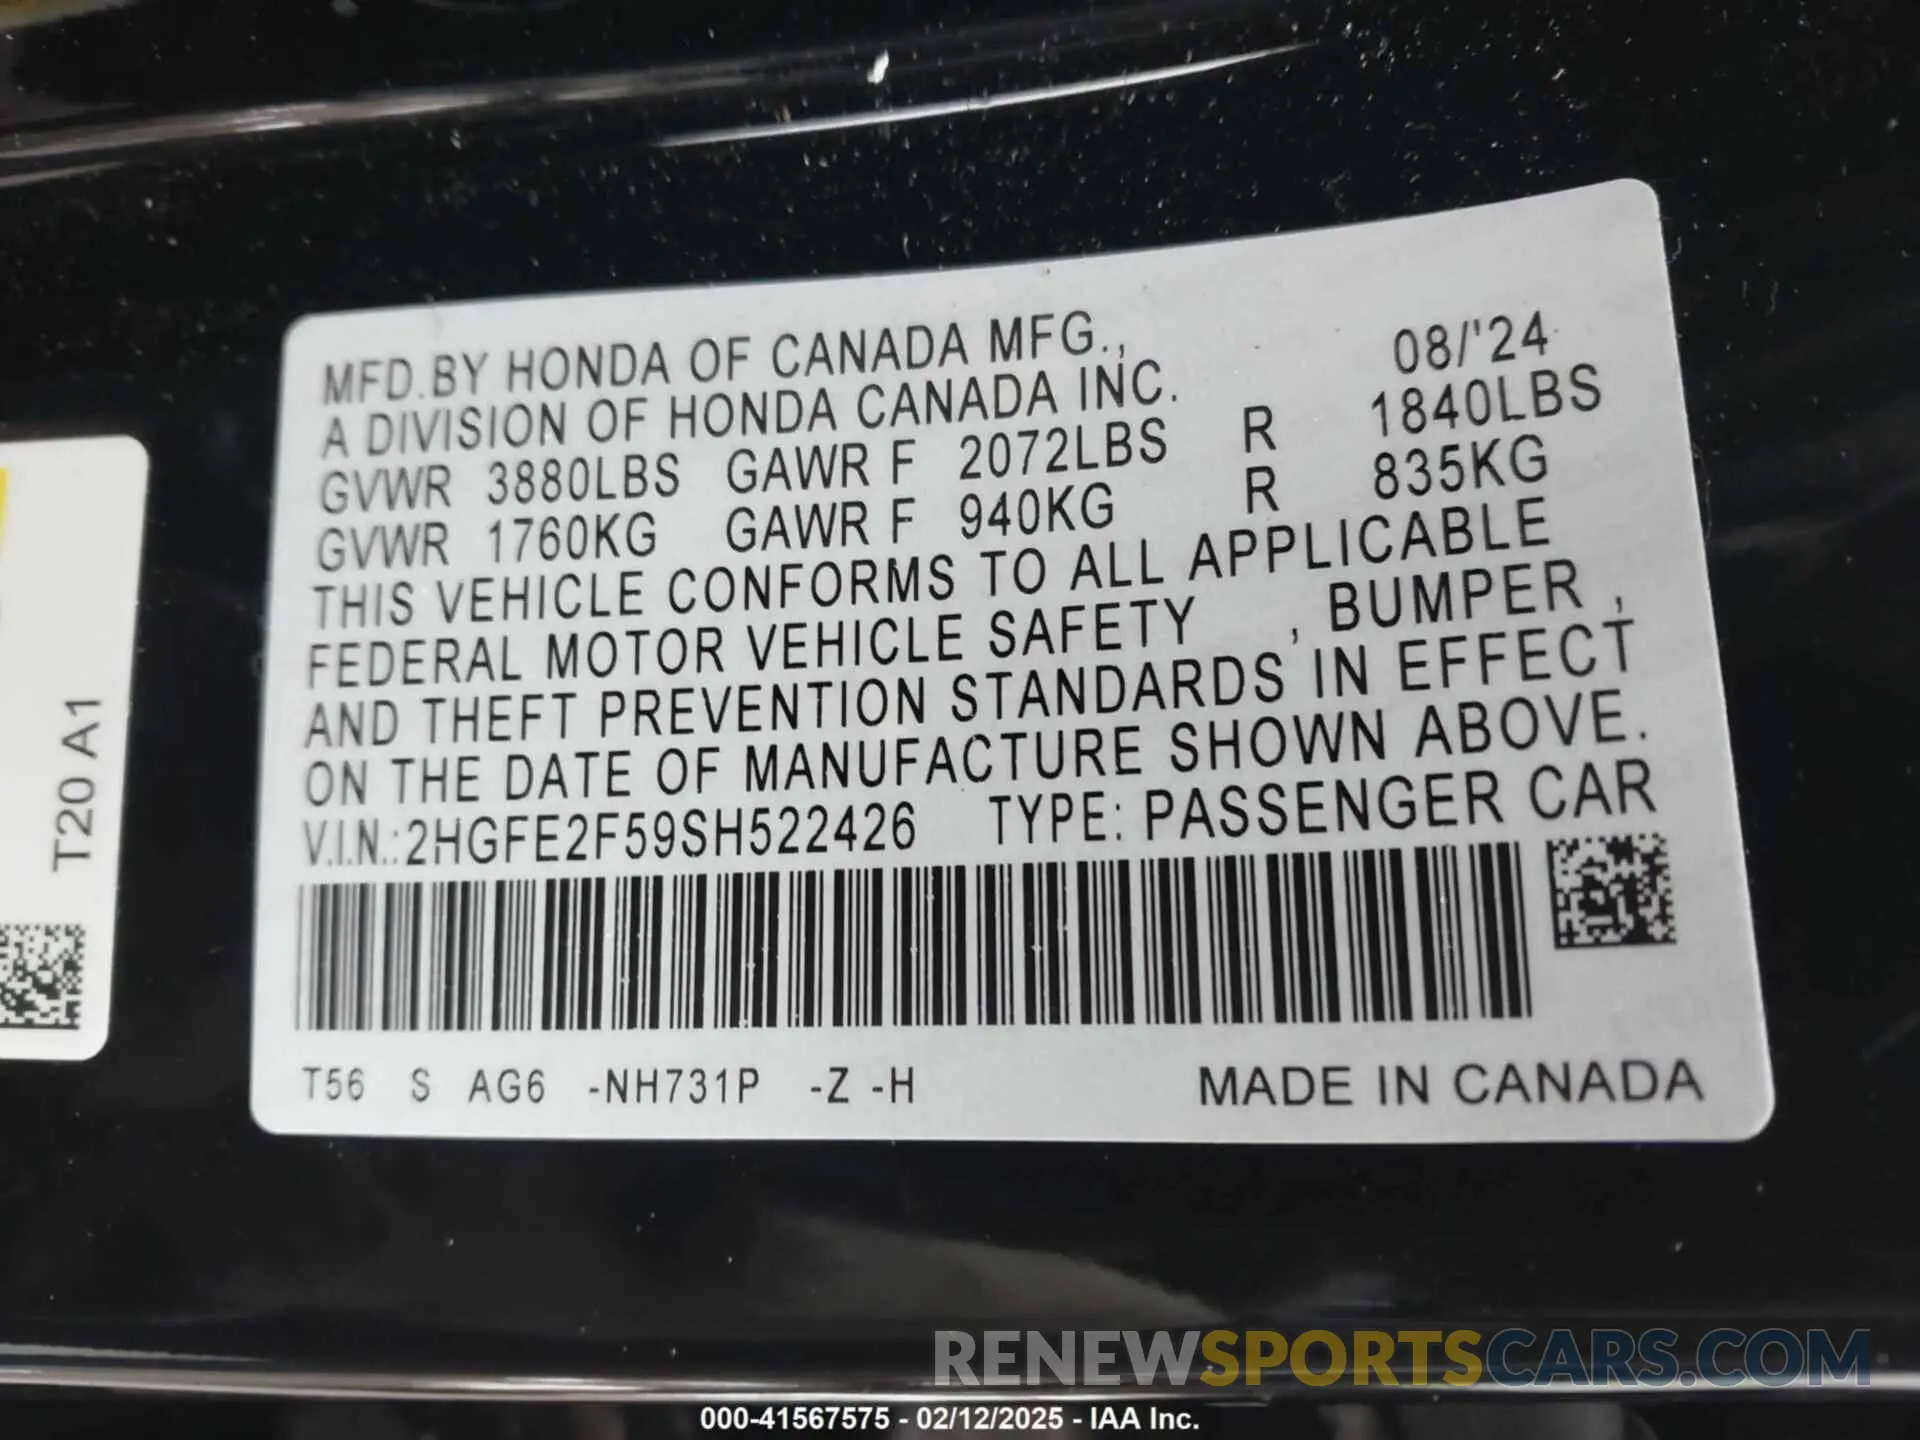 MFD.BY HONDA OF CANADA MFG., 08/'24
A DIVISION OF HONDA CANADA INC.
GVWR 3880LBS GAWR F 2072LBS R 1840LBS
GVWR 1760KG GAWR F 940KG R 835KG
THIS VEHICLE CONFORMS TO ALL APPLICABLE
FEDERAL MOTOR VEHICLE SAFETY , BUMPER ,
AND THEFT PREVENTION STANDARDS IN EFFECT
ON THE DATE OF MANUFACTURE SHOWN ABOVE.
V.I.N.:2HGFE2F59SH522426 TYPE: PASSENGER CAR
T56 S AG6 -NH731P -Z -H MADE IN CANADA
T20 A1
RENEWSPORTSCARS.COM
000-41567575 - 02/12/2025 - IAA Inc.